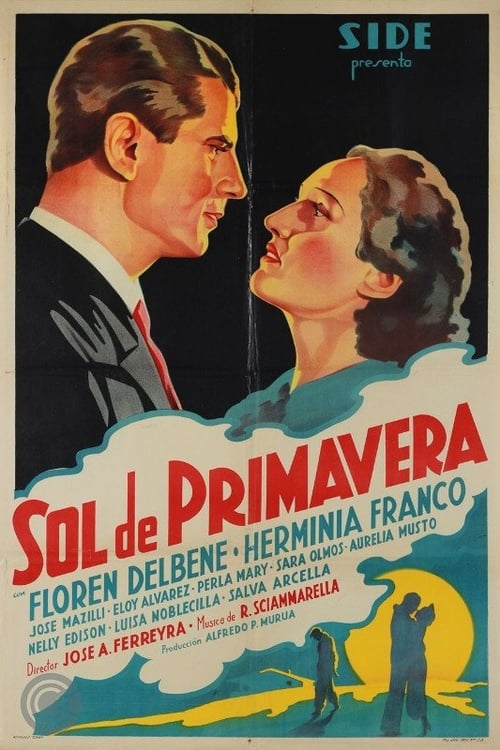 SIDE
presenta
SOL de PRIMAVERA
con FLOREN DELBENE · HERMINIA FRANCO
JOSE MAZILLI · ELOY ALVAREZ · PERLA MARY · SARA OLMOS · AURELIA MUSTO
NELLY EDISON · LUISA NOBLECILLA · SALVA ARCELLA
Director JOSE A. FERREYRA · Musica de R. SCIAMMARELLA
Producción ALFREDO P. MURUA